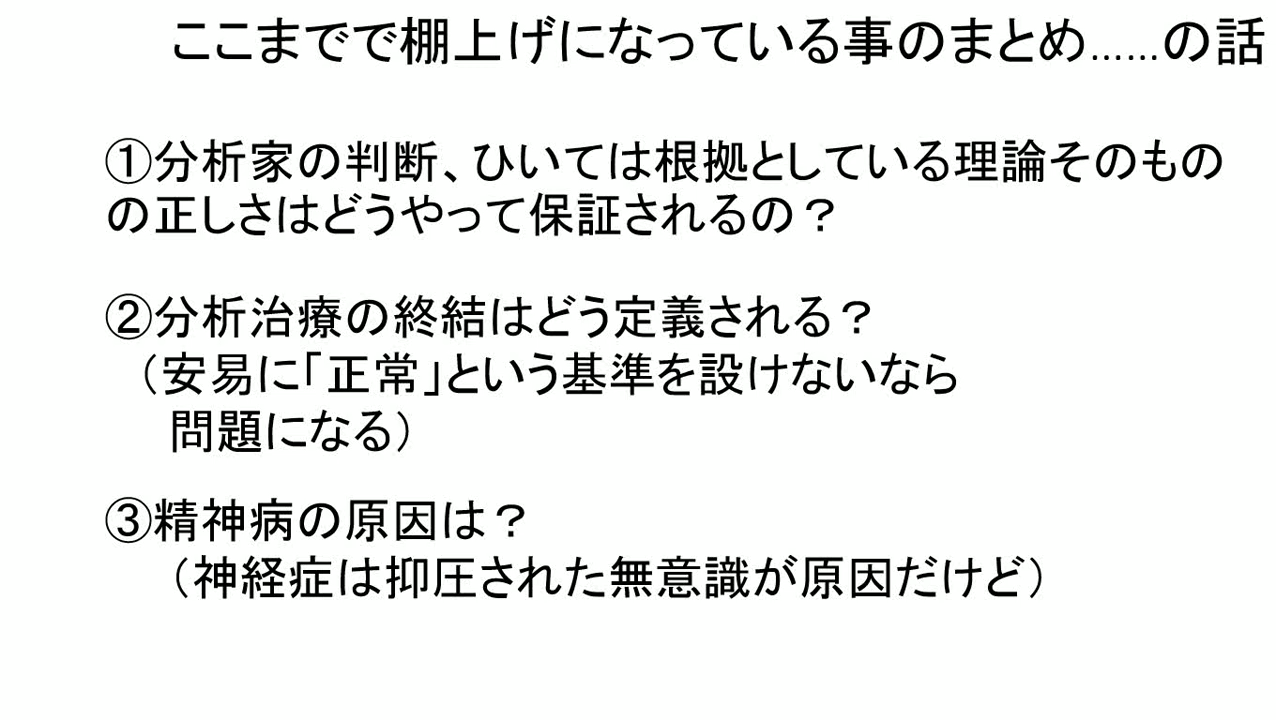 ここまでで棚上げになっている事のまとめ……の話
①分析家の判断、ひいては根拠としている理論そのもの
の正しさはどうやって保証されるの？
②分析治療の終結はどう定義される？
（安易に「正常」という基準を設けないなら
問題になる）
③精神病の原因は？
（神経症は抑圧された無意識が原因だけど）